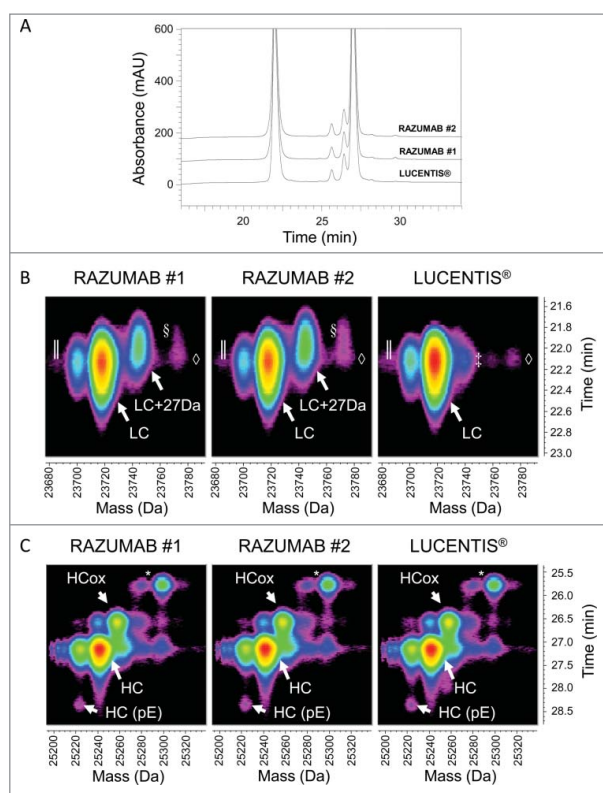 A
Absorbance (mAU)
600
400
200
0
RAZUMAB #2
RAZUMAB #1
LUCENTIS®
20 25 30
Time (min)
B
RAZUMAB #1 RAZUMAB #2 LUCENTIS®
‖ § ◊ ‖ § ◊ ‖ ‡ ◊
LC+27Da LC+27Da
LC LC LC
21.6
21.8
22.0
22.2
22.4
22.6
22.8
23.0
Time (min)
23680 23700 23720 23740 23760 23780 23680 23700 23720 23740 23760 23780 23680 23700 23720 23740 23760 23780
Mass (Da) Mass (Da) Mass (Da)
C
RAZUMAB #1 RAZUMAB #2 LUCENTIS®
HCox * HCox * HCox *
HC HC HC
HC (pE) HC (pE) HC (pE)
25.5
26.0
26.5
27.0
27.5
28.0
28.5
Time (min)
25200 25220 25240 25260 25280 25300 25320 25200 25220 25240 25260 25280 25300 25320 25200 25220 25240 25260 25280 25300 25320
Mass (Da) Mass (Da) Mass (Da)